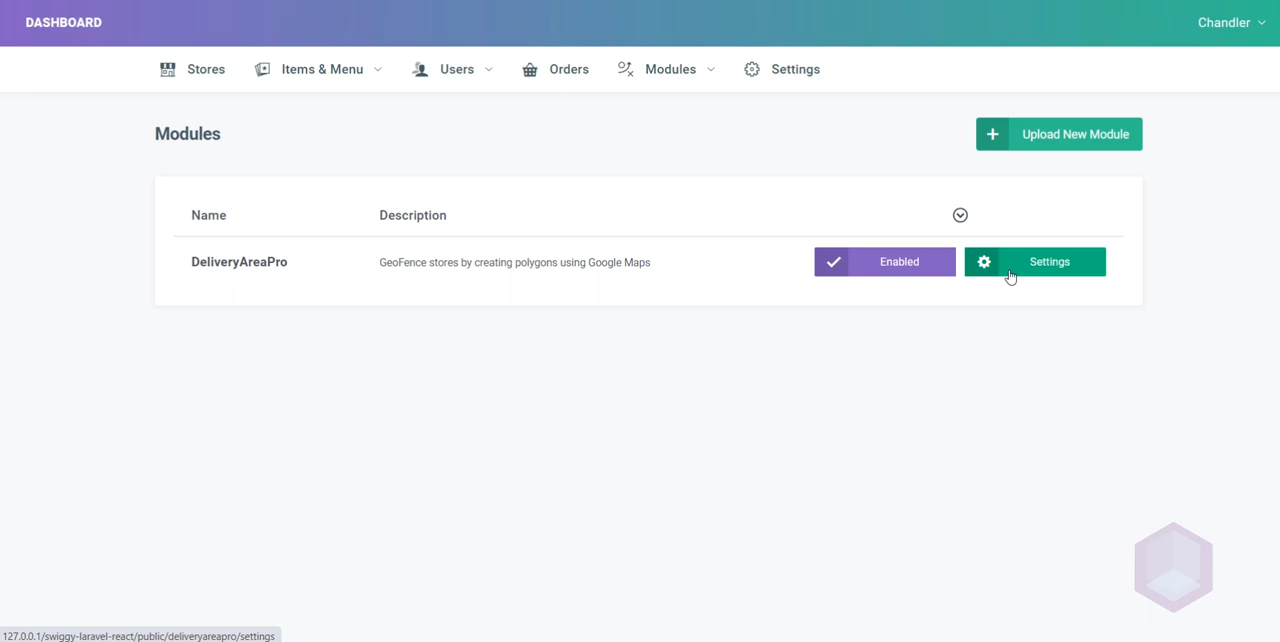 DASHBOARD
Chandler
Stores
Items & Menu
Users
Orders
Modules
Settings
Modules
Upload New Module
Name
Description
DeliveryAreaPro
GeoFence stores by creating polygons using Google Maps
Enabled
Settings
127.0.0.1/swiggy-laravel-react/public/deliveryareapro/settings